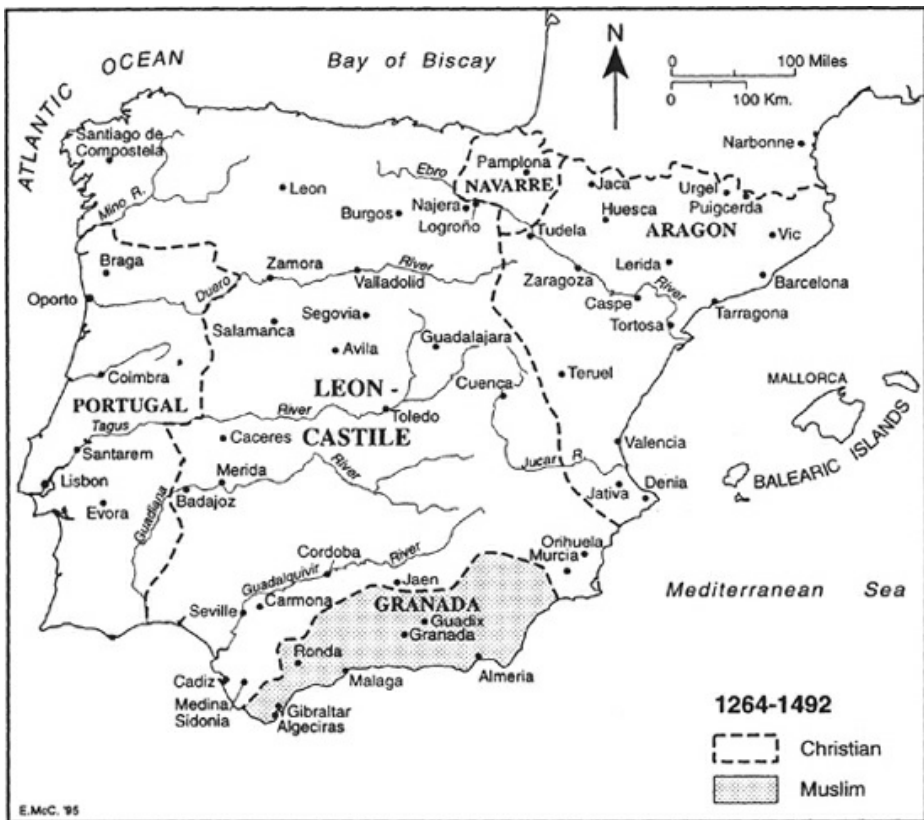 ATLANTIC OCEAN
Bay of Biscay
N
0 100 Miles
0 100 Km.
Santiago de
Compostela
Mino R.
Leon
Ebro
Pamplona
NAVARRE
Narbonne
Jaca
Urgel
Puigcerda
Burgos
Najera
Logroño
Huesca
ARAGON
Tudela
Vic
Braga
Zamora
River
Valladolid
Lerida
Zaragoza
River
Barcelona
Oporto
Duero
Caspe
Tarragona
Segovia
Salamanca
Tortosa
Guadalajara
Avila
Coimbra
Cuenca
Teruel
MALLORCA
LEON -
PORTUGAL
River
Toledo
Tagus
CASTILE
Caceres
Valencia
BALEARIC ISLANDS
Santarem
Merida
River
Jucar R.
Lisbon
Badajoz
Jativa
Denia
Evora
Guadiana
Orihuela
Cordoba
River
Murcia
Guadalquivir
Jaen
Mediterranean Sea
Seville
Carmona
GRANADA
Guadix
Granada
Ronda
Cadiz
Malaga
Almeria
Medina
Sidonia
Gibraltar
Algeciras
1264-1492
Christian
Muslim
E.McC. '95